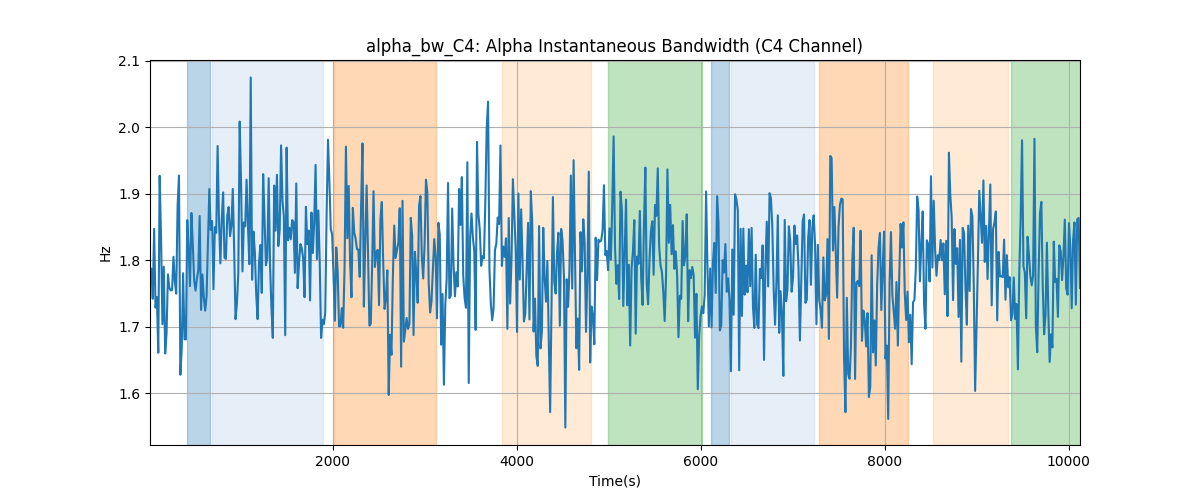 alpha_bw_C4: Alpha Instantaneous Bandwidth (C4 Channel)
2.1
2.0
1.9
1.8
1.7
1.6
Hz
2000 4000 6000 8000 10000
Time(s)